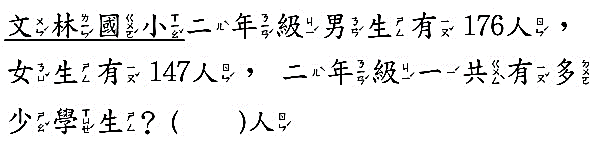 文林國小二年級男生有 176人，
女生有 147人， 二年級一共有多
少學生？(　　)人